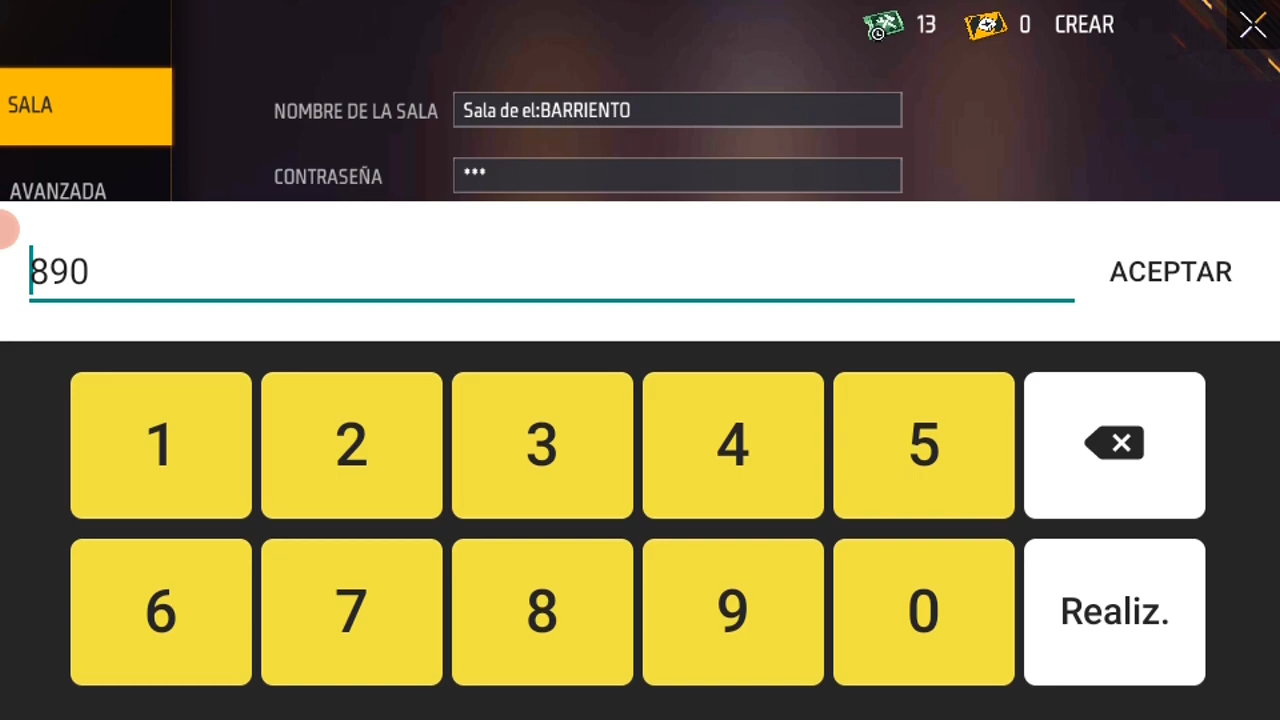 13 0 CREAR
SALA
NOMBRE DE LA SALA Sala de el:BARRIENTO
CONTRASEÑA ***
AVANZADA
890 ACEPTAR
1 2 3 4 5
6 7 8 9 0 Realiz.